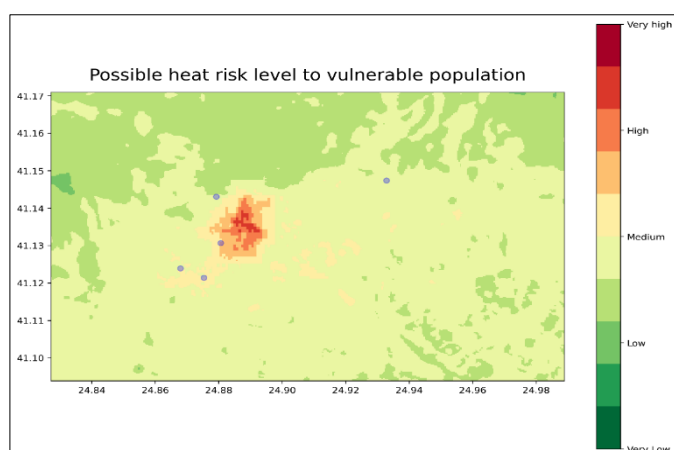 Possible heat risk level to vulnerable population
41.17
41.16
41.15
41.14
41.13
41.12
41.11
41.10
24.84 24.86 24.88 24.90 24.92 24.94 24.96 24.98
Very high
High
Medium
Low
Very Low